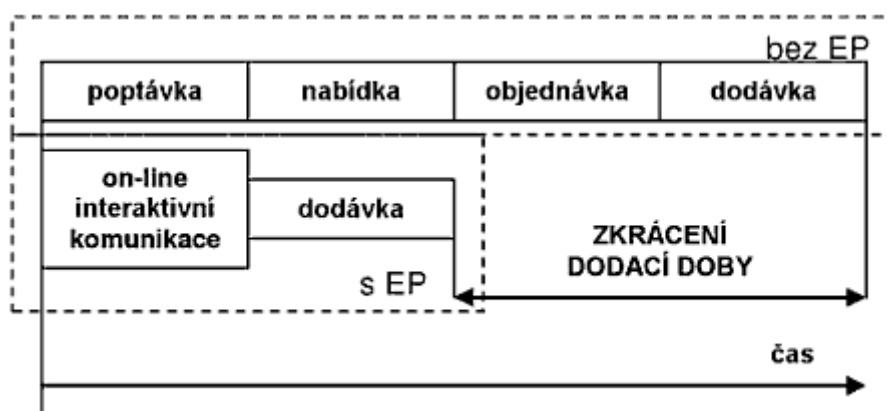 bez EP
poptávka nabídka objednávka dodávka
on-line
interaktivní
komunikace
dodávka
s EP
ZKRÁCENÍ
DODACÍ DOBY
čas